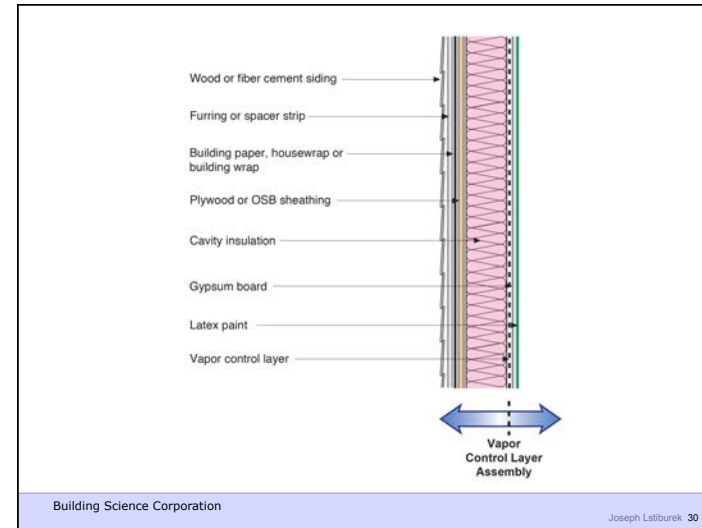 Wood or fiber cement siding
Furring or spacer strip
Building paper, housewrap or
building wrap
Plywood or OSB sheathing
Cavity insulation
Gypsum board
Latex paint
Vapor control layer
Vapor
Control Layer
Assembly
Building Science Corporation
Joseph Lstiburek 30